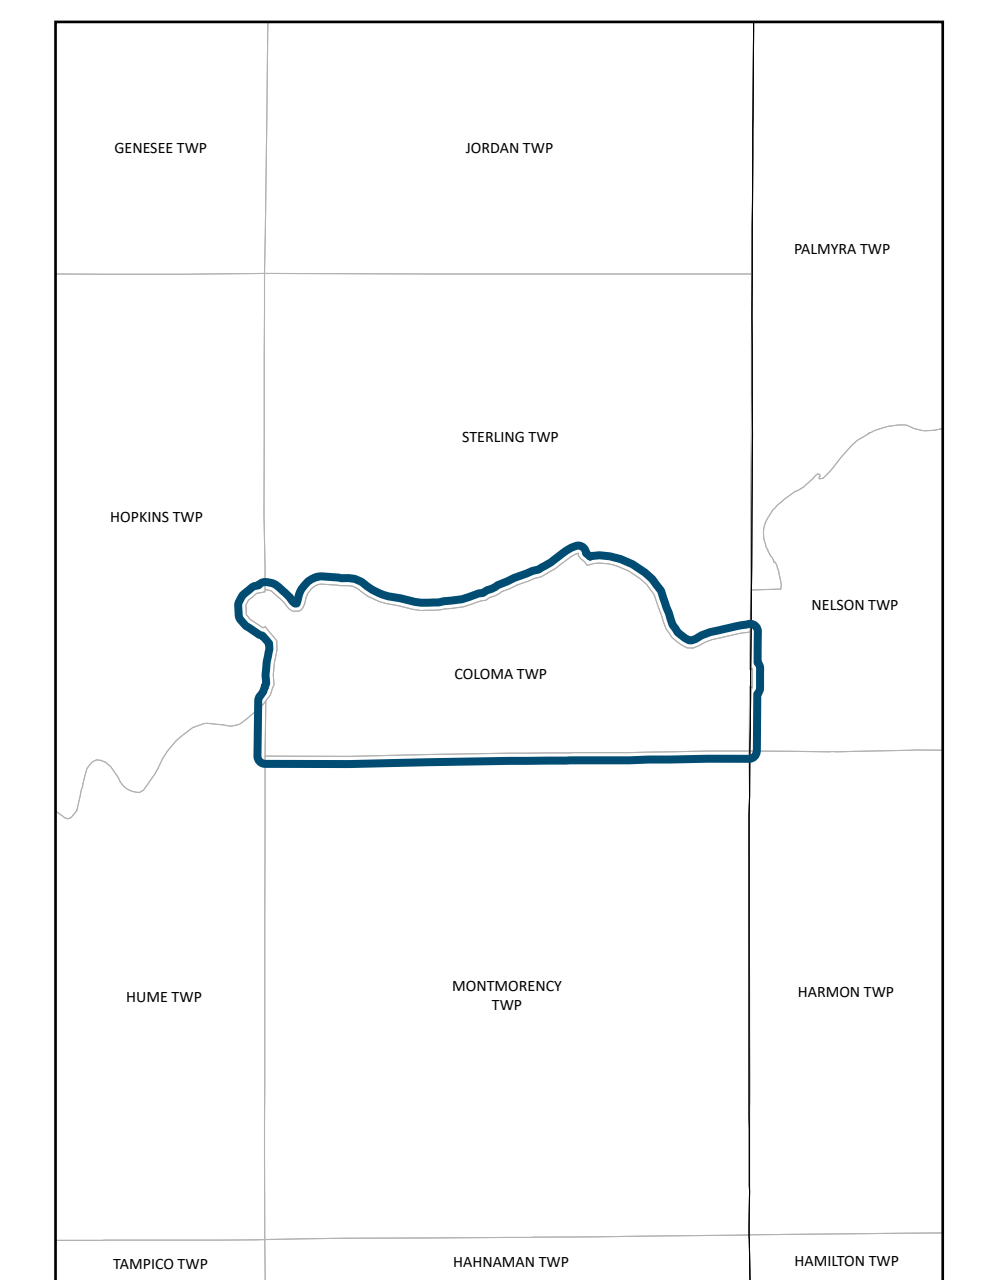 GENESEE TWP
JORDAN TWP
PALMYRA TWP
STERLING TWP
HOPKINS TWP
NELSON TWP
COLOMA TWP
HUME TWP
MONTMORENCY
TWP
HARMON TWP
TAMPICO TWP
HAHNAMAN TWP
HAMILTON TWP